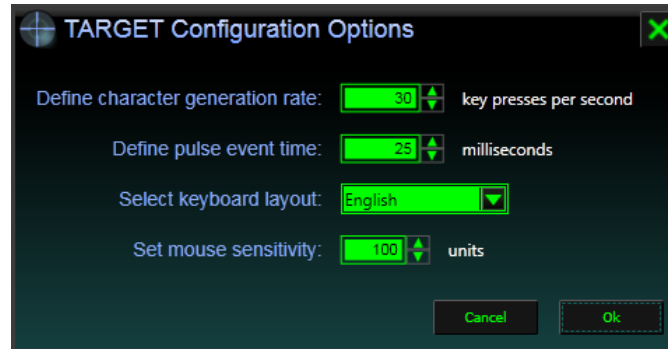 TARGET Configuration Options
Define character generation rate: 30 key presses per second
Define pulse event time: 25 milliseconds
Select keyboard layout: English
Set mouse sensitivity: 100 units
Cancel Ok